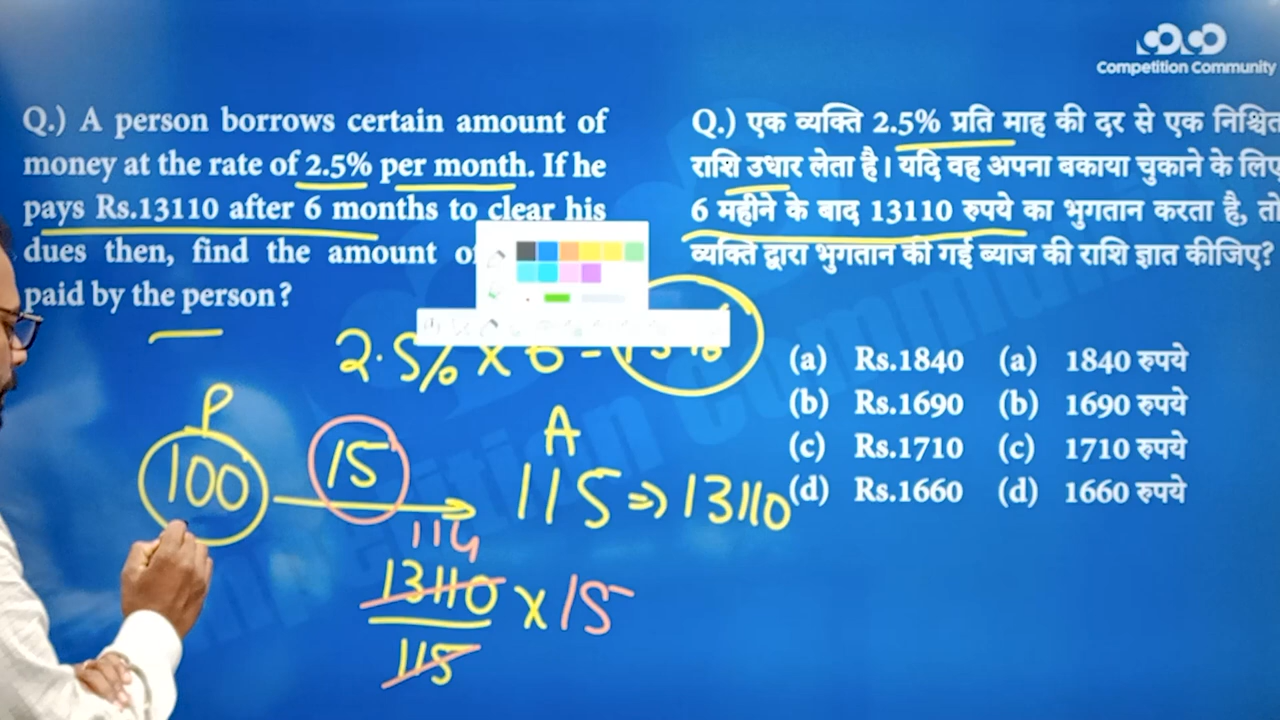 Competition Community
Q.) A person borrows certain amount of
money at the rate of 2.5% per month. If he
pays Rs.13110 after 6 months to clear his
dues then, find the amount
paid by the person?
Q.) एक व्यक्ति 2.5% प्रति माह की दर से एक निश्चित
राशि उधार लेता है। यदि वह अपना बकाया चुकाने के लिए
6 महीने के बाद 13110 रुपये का भुगतान करता है, तो
व्यक्ति द्वारा भुगतान की गई ब्याज की राशि ज्ञात कीजिए?
(a) Rs.1840 (a) 1840 रुपये
(b) Rs.1690 (b) 1690 रुपये
(c) Rs.1710 (c) 1710 रुपये
(d) Rs.1660 (d) 1660 रुपये
2.5% × 6 =
P
100
15
A
115 ⇒ 13110
114
13110 × 15
115